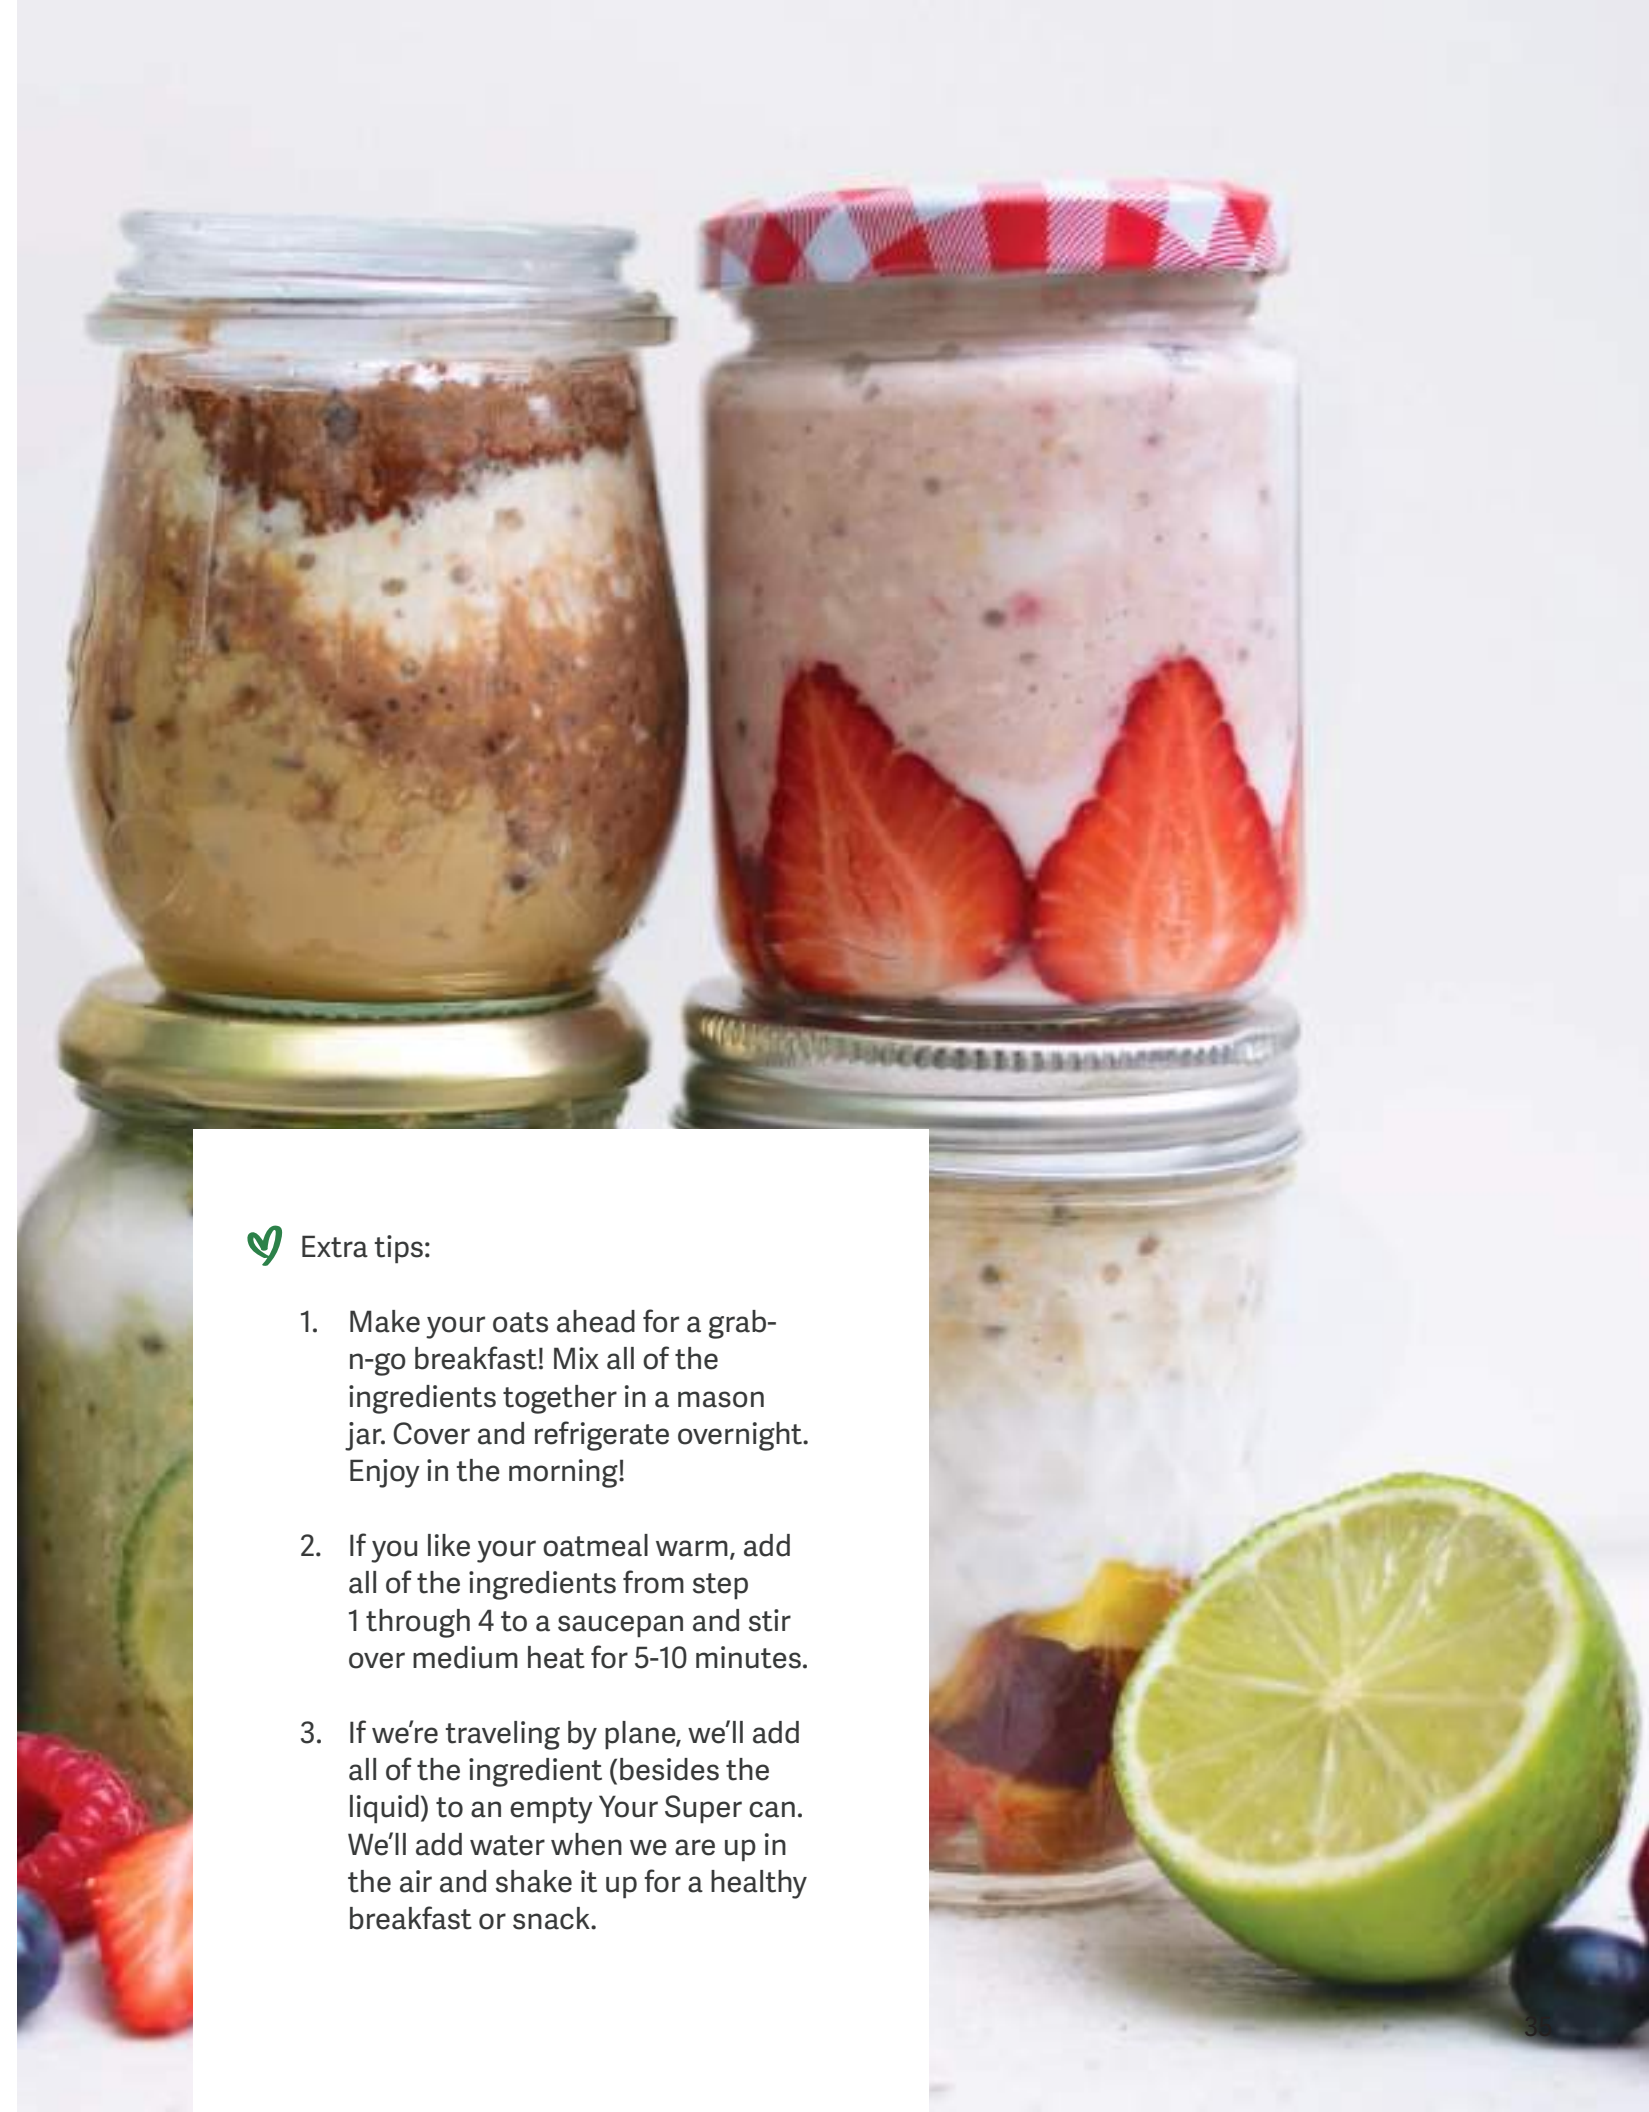 Extra tips:
1. Make your oats ahead for a grab-
n-go breakfast! Mix all of the
ingredients together in a mason
jar. Cover and refrigerate overnight.
Enjoy in the morning!
2. If you like your oatmeal warm, add
all of the ingredients from step
1 through 4 to a saucepan and stir
over medium heat for 5-10 minutes.
3. If we’re traveling by plane, we’ll add
all of the ingredient (besides the
liquid) to an empty Your Super can.
We’ll add water when we are up in
the air and shake it up for a healthy
breakfast or snack.